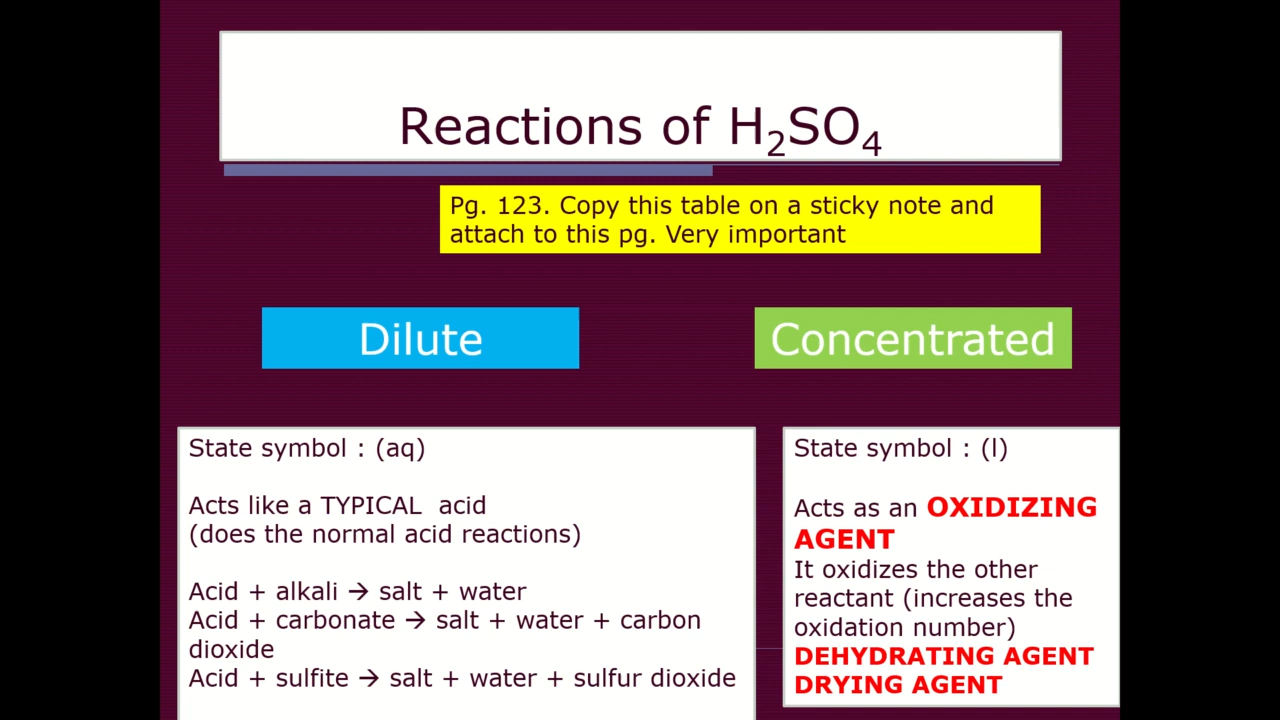 Reactions of H₂SO₄
Pg. 123. Copy this table on a sticky note and
attach to this pg. Very important
Dilute
Concentrated
State symbol : (aq)
Acts like a TYPICAL  acid
(does the normal acid reactions)
Acid + alkali → salt + water
Acid + carbonate → salt + water + carbon
dioxide
Acid + sulfite → salt + water + sulfur dioxide
State symbol : (l)
Acts as an OXIDIZING
AGENT
It oxidizes the other
reactant (increases the
oxidation number)
DEHYDRATING AGENT
DRYING AGENT